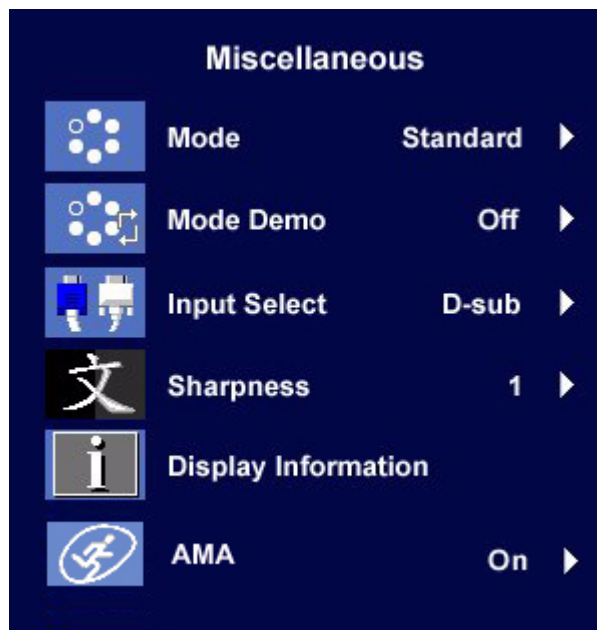 Miscellaneous
Mode Standard
Mode Demo Off
Input Select D-sub
文 Sharpness 1
i Display Information
AMA On